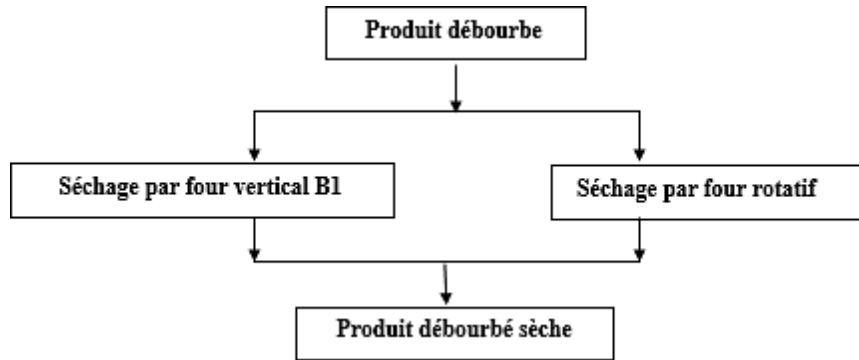 Produit débourbe
Séchage par four vertical B1
Séchage par four rotatif
Produit débourbé sèche